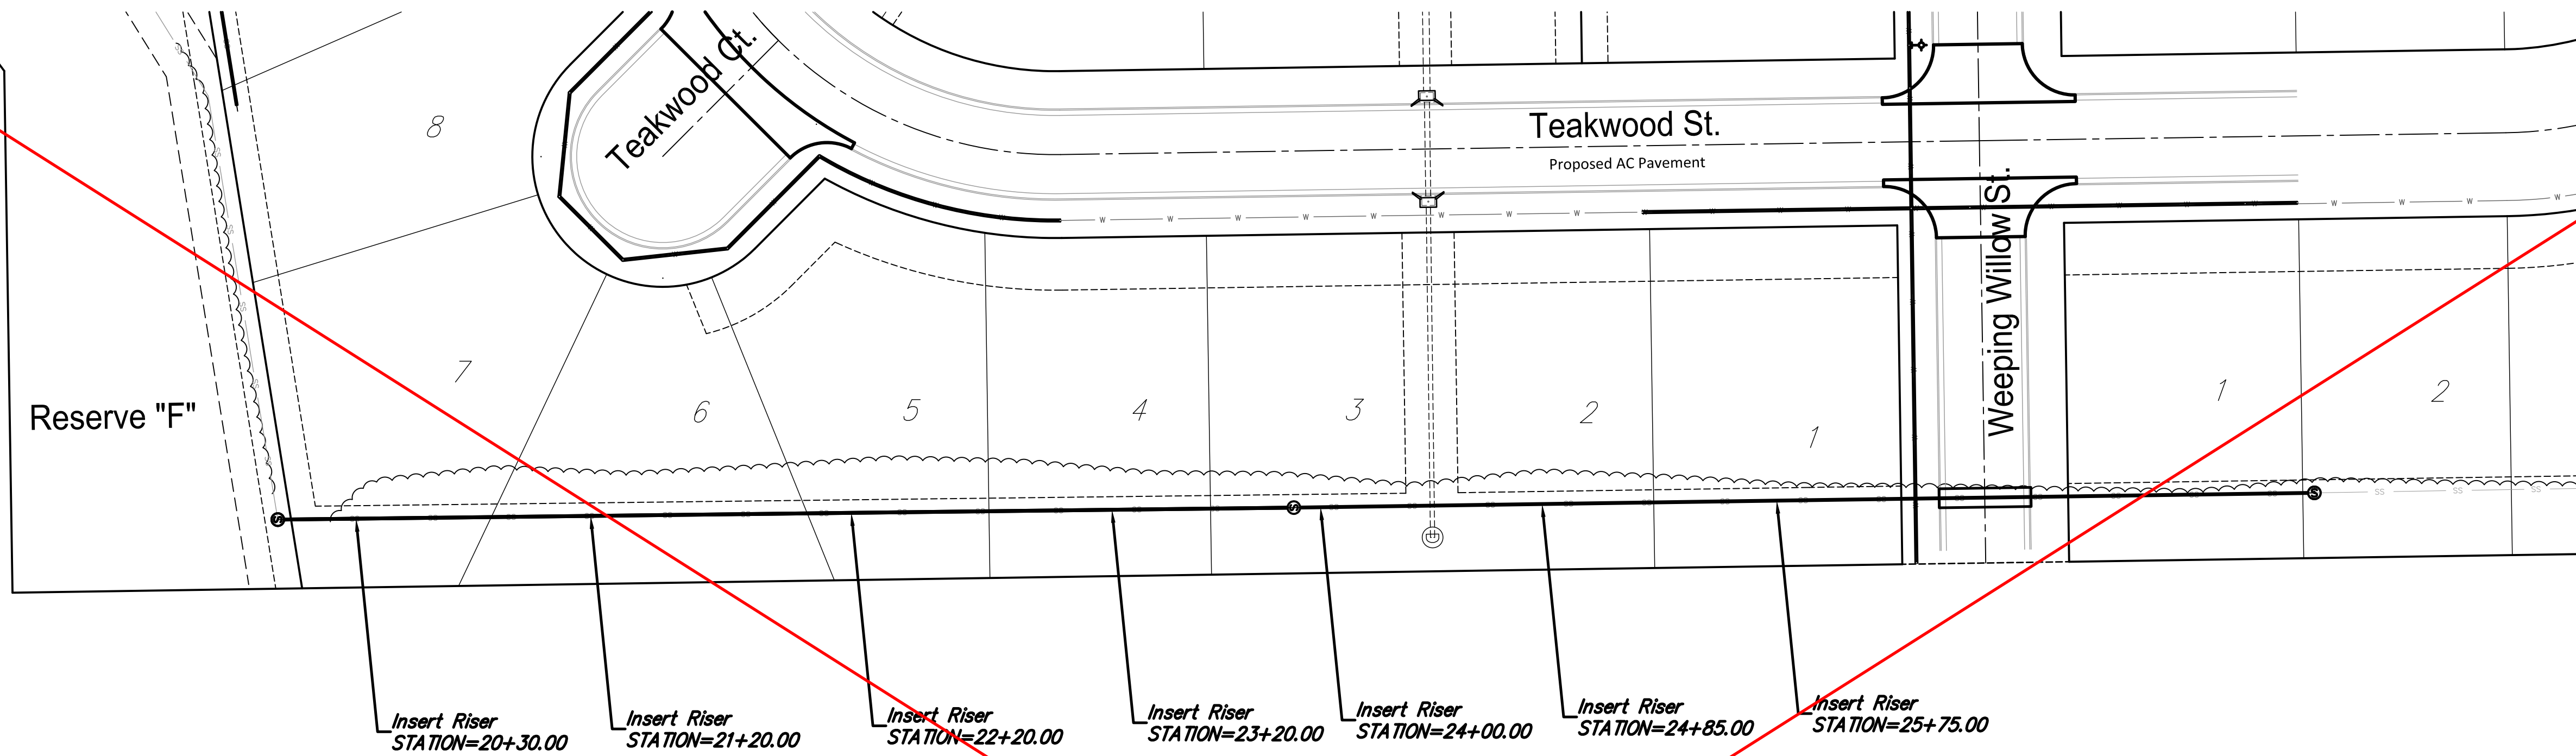 Teakwood Ct.
8
Teakwood St.
Proposed AC Pavement
W W W W W W W W
W W W W
Weeping Willow St.
Reserve "F"
7
6
5
4
3
2
1
1
2
S
S
S
SS SS SS
Insert Riser
STATION=20+30.00
Insert Riser
STATION=21+20.00
Insert Riser
STATION=22+20.00
Insert Riser
STATION=23+20.00
Insert Riser
STATION=24+00.00
Insert Riser
STATION=24+85.00
Insert Riser
STATION=25+75.00